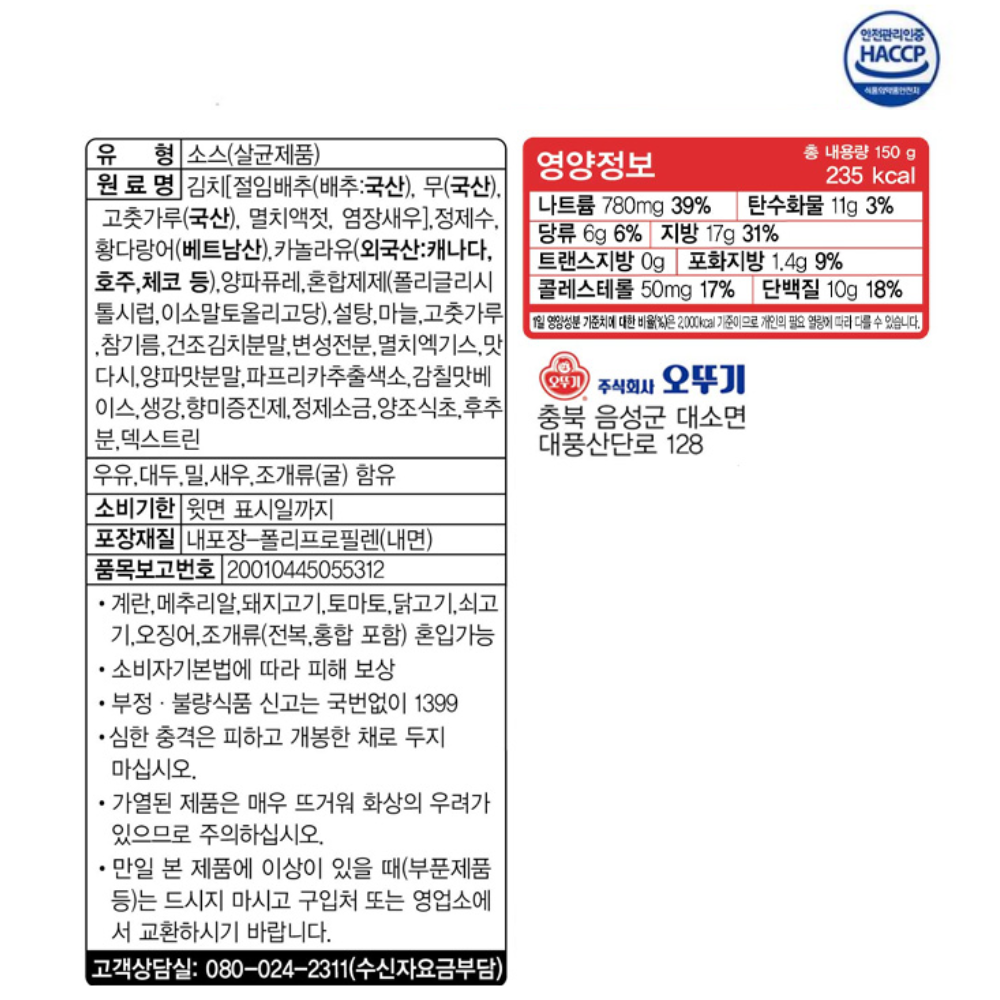 안전관리인증
HACCP
식품의약품안전처
유 형 소스(살균제품)
원료명 김치[절임배추(배추:국산), 무(국산),
고춧가루(국산), 멸치액젓, 염장새우],정제수,
황다랑어(베트남산),카놀라유(외국산:캐나다,
호주,체코 등),양파퓨레,혼합제제(폴리글리시
톨시럽,이소말토올리고당),설탕,마늘,고춧가루
,참기름,건조김치분말,변성전분,멸치엑기스,맛
다시,양파맛분말,파프리카추출색소,감칠맛베
이스,생강,향미증진제,정제소금,양조식초,후추
분,덱스트린
우유,대두,밀,새우,조개류(굴) 함유
소비기한 윗면 표시일까지
포장재질 내포장-폴리프로필렌(내면)
품목보고번호 20010445055312
• 계란,메추리알,돼지고기,토마토,닭고기,쇠고
기,오징어,조개류(전복,홍합 포함) 혼입가능
• 소비자기본법에 따라 피해 보상
• 부정 · 불량식품 신고는 국번없이 1399
• 심한 충격은 피하고 개봉한 채로 두지
마십시오.
• 가열된 제품은 매우 뜨거워 화상의 우려가
있으므로 주의하십시오.
• 만일 본 제품에 이상이 있을 때(부푼제품
등)는 드시지 마시고 구입처 또는 영업소에
서 교환하시기 바랍니다.
고객상담실: 080-024-2311(수신자요금부담)
영양정보
총 내용량 150 g
235 kcal
나트륨 780mg 39% 탄수화물 11g 3%
당류 6g 6% 지방 17g 31%
트랜스지방 0g 포화지방 1.4g 9%
콜레스테롤 50mg 17% 단백질 10g 18%
1일 영양성분 기준치에 대한 비율(%)은 2,000kcal 기준이므로 개인의 필요 열량에 따라 다를 수 있습니다.
오뚜기 주식회사 오뚜기
충북 음성군 대소면
대풍산단로 128